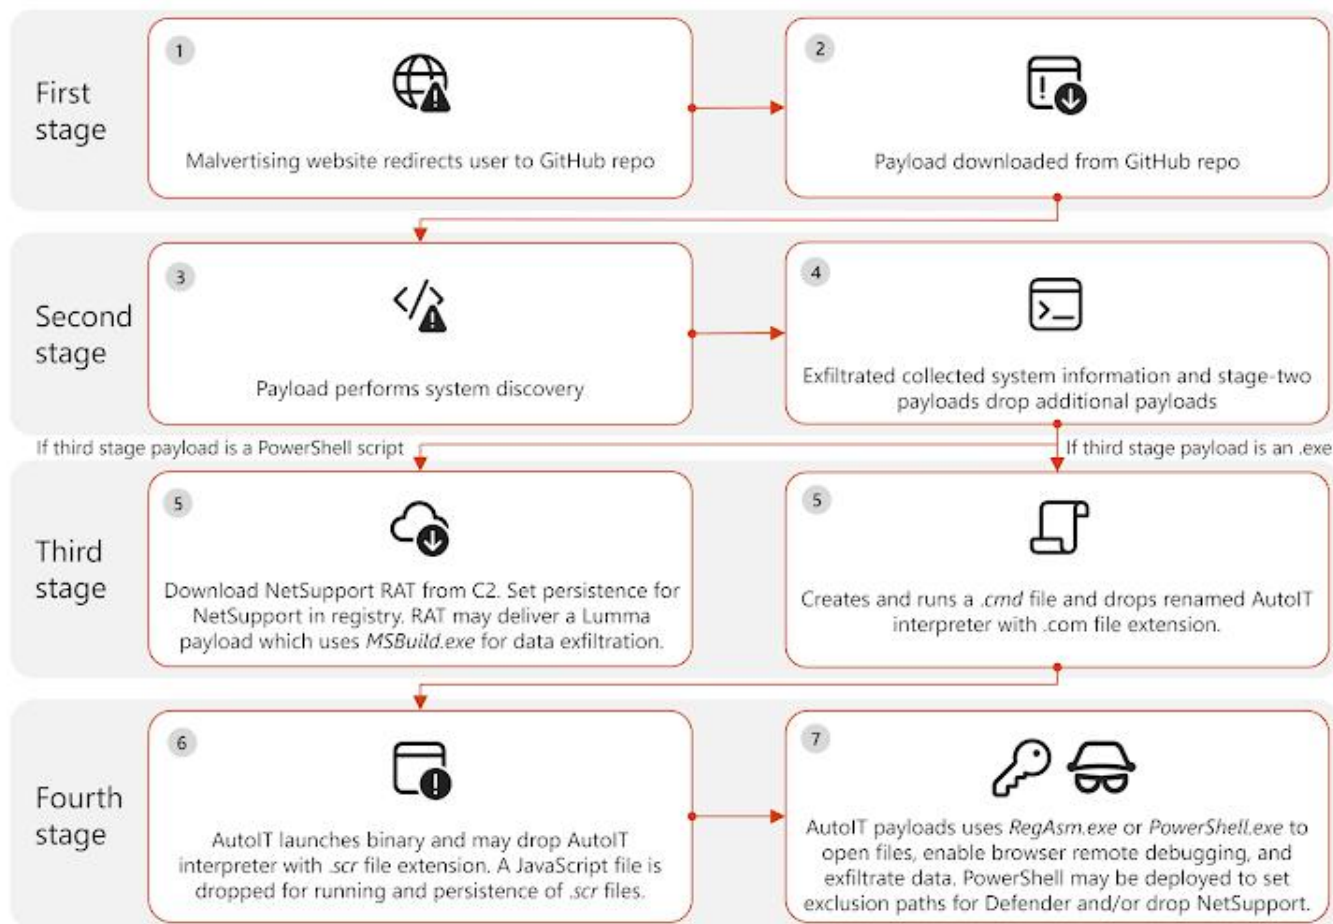 First
stage
1
Malvertising website redirects user to GitHub repo
2
Payload downloaded from GitHub repo
Second
stage
3
Payload performs system discovery
4
Exfiltrated collected system information and stage-two
payloads drop additional payloads
If third stage payload is a PowerShell script
If third stage payload is an .exe
Third
stage
5
Download NetSupport RAT from C2. Set persistence for
NetSupport in registry. RAT may deliver a Lumma
payload which uses MSBuild.exe for data exfiltration.
5
Creates and runs a .cmd file and drops renamed AutoIT
interpreter with .com file extension.
Fourth
stage
6
AutoIT launches binary and may drop AutoIT
interpreter with .scr file extension. A JavaScript file is
dropped for running and persistence of .scr files.
7
AutoIT payloads uses RegAsm.exe or PowerShell.exe to
open files, enable browser remote debugging, and
exfiltrate data. PowerShell may be deployed to set
exclusion paths for Defender and/or drop NetSupport.